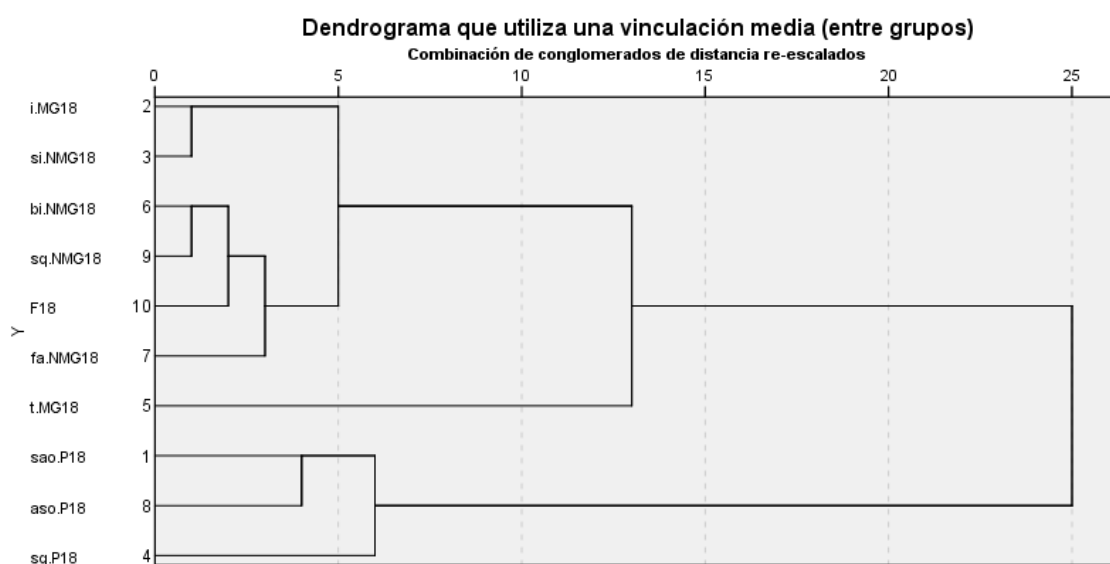 Dendrograma que utiliza una vinculación media (entre grupos)
Combinación de conglomerados de distancia re-escalados
0 5 10 15 20 25
i.MG18 2
si.NMG18 3
bi.NMG18 6
sq.NMG18 9
F18 10
Y
fa.NMG18 7
t.MG18 5
sao.P18 1
aso.P18 8
sq.P18 4